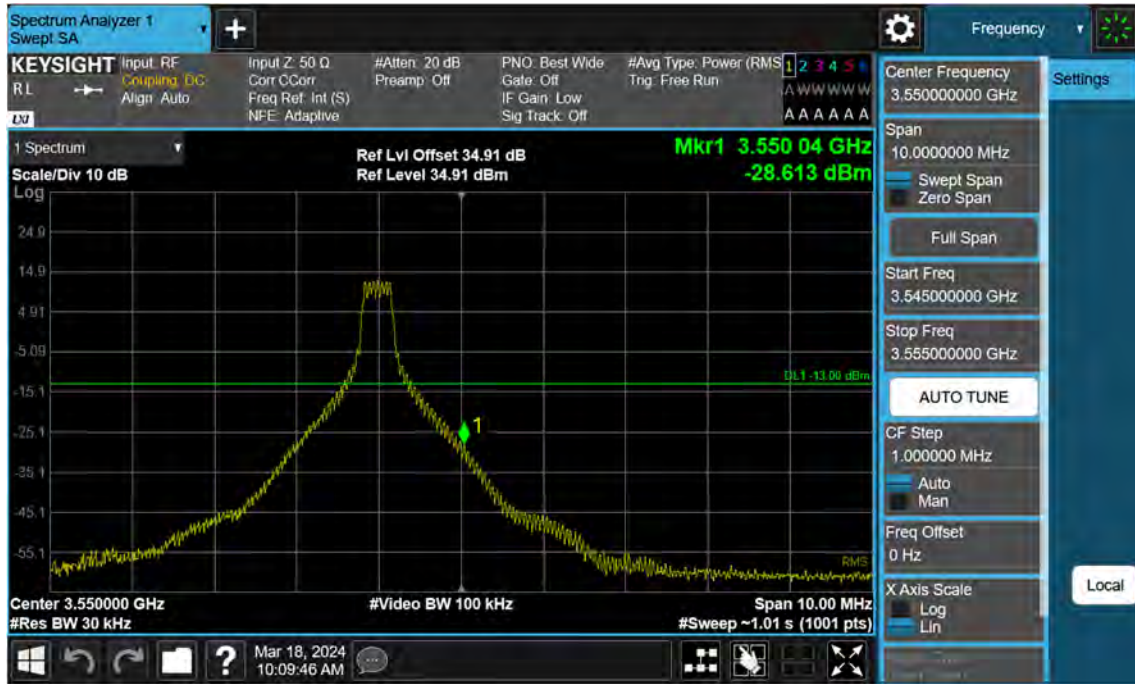 Spectrum Analyzer 1
Swept SA
Frequency
KEYSIGHT
RL
LXI
Input: RF
Coupling: DC
Align: Auto
Input Z: 50 Ω
Corr CCorr
Freq Ref: Int (S)
NFE: Adaptive
#Atten: 20 dB
Preamp: Off
PNO: Best Wide
Gate: Off
IF Gain: Low
Sig Track: Off
#Avg Type: Power (RMS
Trig: Free Run
1 2 3 4 5 6
A W W W W W
A A A A A A
1 Spectrum
Scale/Div 10 dB
Log
Ref Lvl Offset 34.91 dB
Ref Level 34.91 dBm
Mkr1 3.550 04 GHz
-28.613 dBm
24.9
14.9
4.91
-5.09
-15.1
-25.1
-35.1
-45.1
-55.1
DL1 -13.00 dBm
1
RMS
Center 3.550000 GHz
#Res BW 30 kHz
#Video BW 100 kHz
Span 10.00 MHz
#Sweep ~1.01 s (1001 pts)
Center Frequency
3.550000000 GHz
Span
10.0000000 MHz
Swept Span
Zero Span
Full Span
Start Freq
3.545000000 GHz
Stop Freq
3.555000000 GHz
AUTO TUNE
CF Step
1.000000 MHz
Auto
Man
Freq Offset
0 Hz
X Axis Scale
Log
Lin
Settings
Local
?
Mar 18, 2024
10:09:46 AM